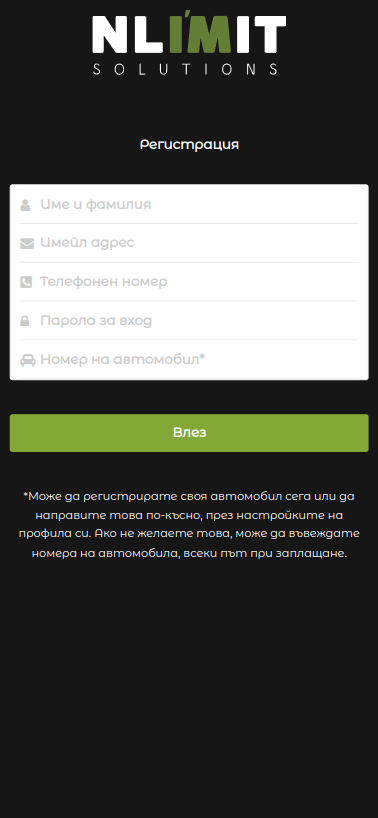 NLI'MIT
SOLUTIONS
Регистрация
Име и фамилия
Имейл адрес
Телефонен номер
Парола за вход
Номер на автомобил*
Влез
*Може да регистрирате своя автомобил сега или да
направите това по-късно, през настройките на
профила си. Ако не желаете това, може да въвеждате
номера на автомобила, всеки път при заплащане.